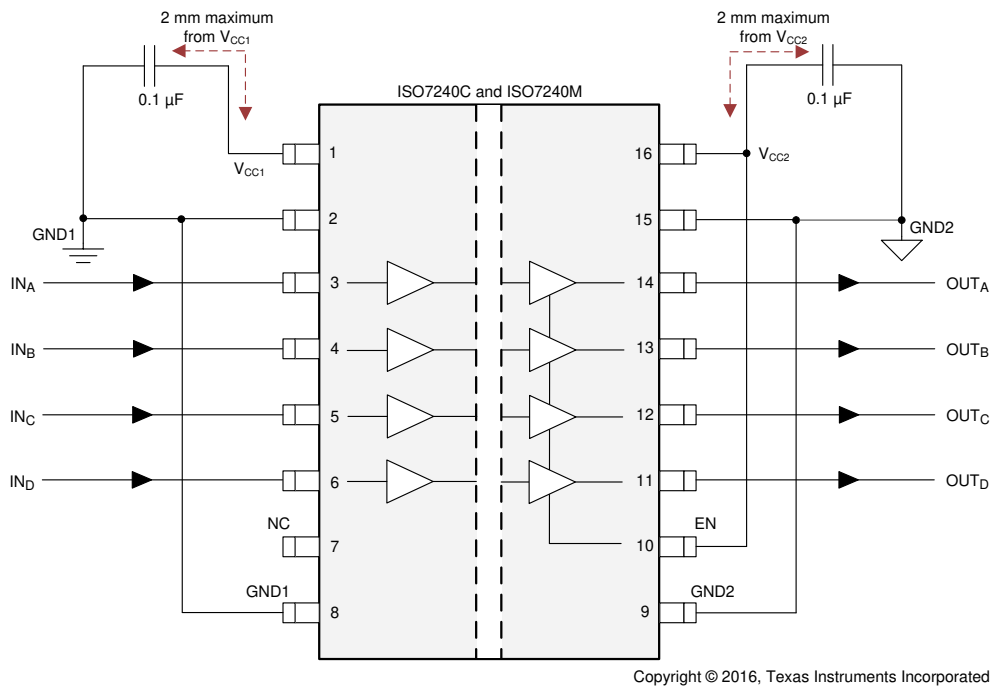 2 mm maximum
from VCC1
2 mm maximum
from VCC2
0.1 µF
0.1 µF
ISO7240C and ISO7240M
VCC1
1
16
VCC2
2
15
GND1
GND2
INA
3
14
OUTA
INB
4
13
OUTB
INC
5
12
OUTC
IND
6
11
OUTD
NC
7
10
EN
GND1
8
9
GND2
Copyright © 2016, Texas Instruments Incorporated